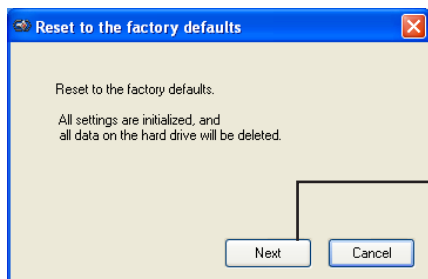 Reset to the factory defaults
Reset to the factory defaults.
All settings are initialized, and
all data on the hard drive will be deleted.
Next
Cancel